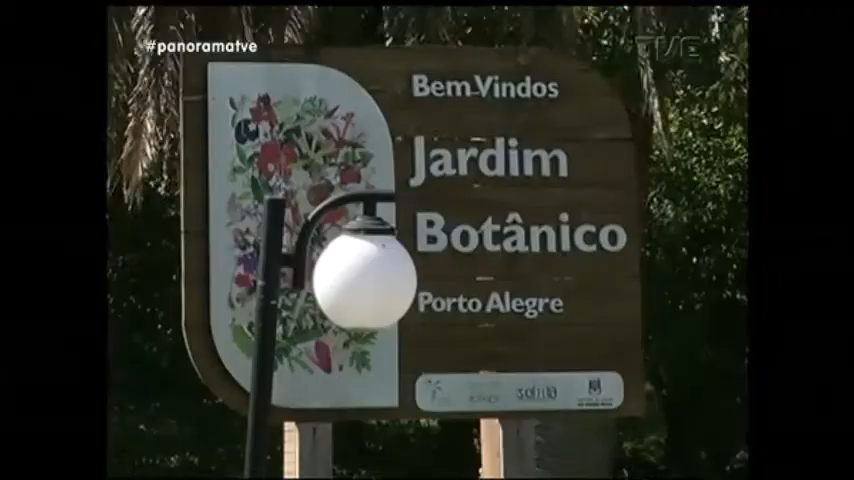 #panoramatve
TVE
Bem Vindos
Jardim
Botânico
Porto Alegre